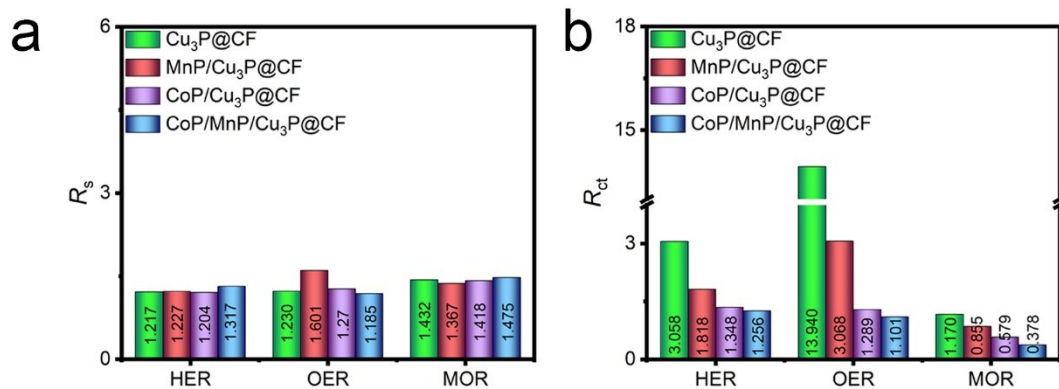 a
6
3
0
Rs
Cu₃P@CF
MnP/Cu₃P@CF
CoP/Cu₃P@CF
CoP/MnP/Cu₃P@CF
1.217
1.227
1.204
1.317
1.230
1.601
1.27
1.185
1.432
1.367
1.418
1.475
HER OER MOR
b
18
15
3
0
Rct
Cu₃P@CF
MnP/Cu₃P@CF
CoP/Cu₃P@CF
CoP/MnP/Cu₃P@CF
3.058
1.818
1.348
1.256
13.940
3.068
1.289
1.101
1.170
0.855
0.579
0.378
HER OER MOR